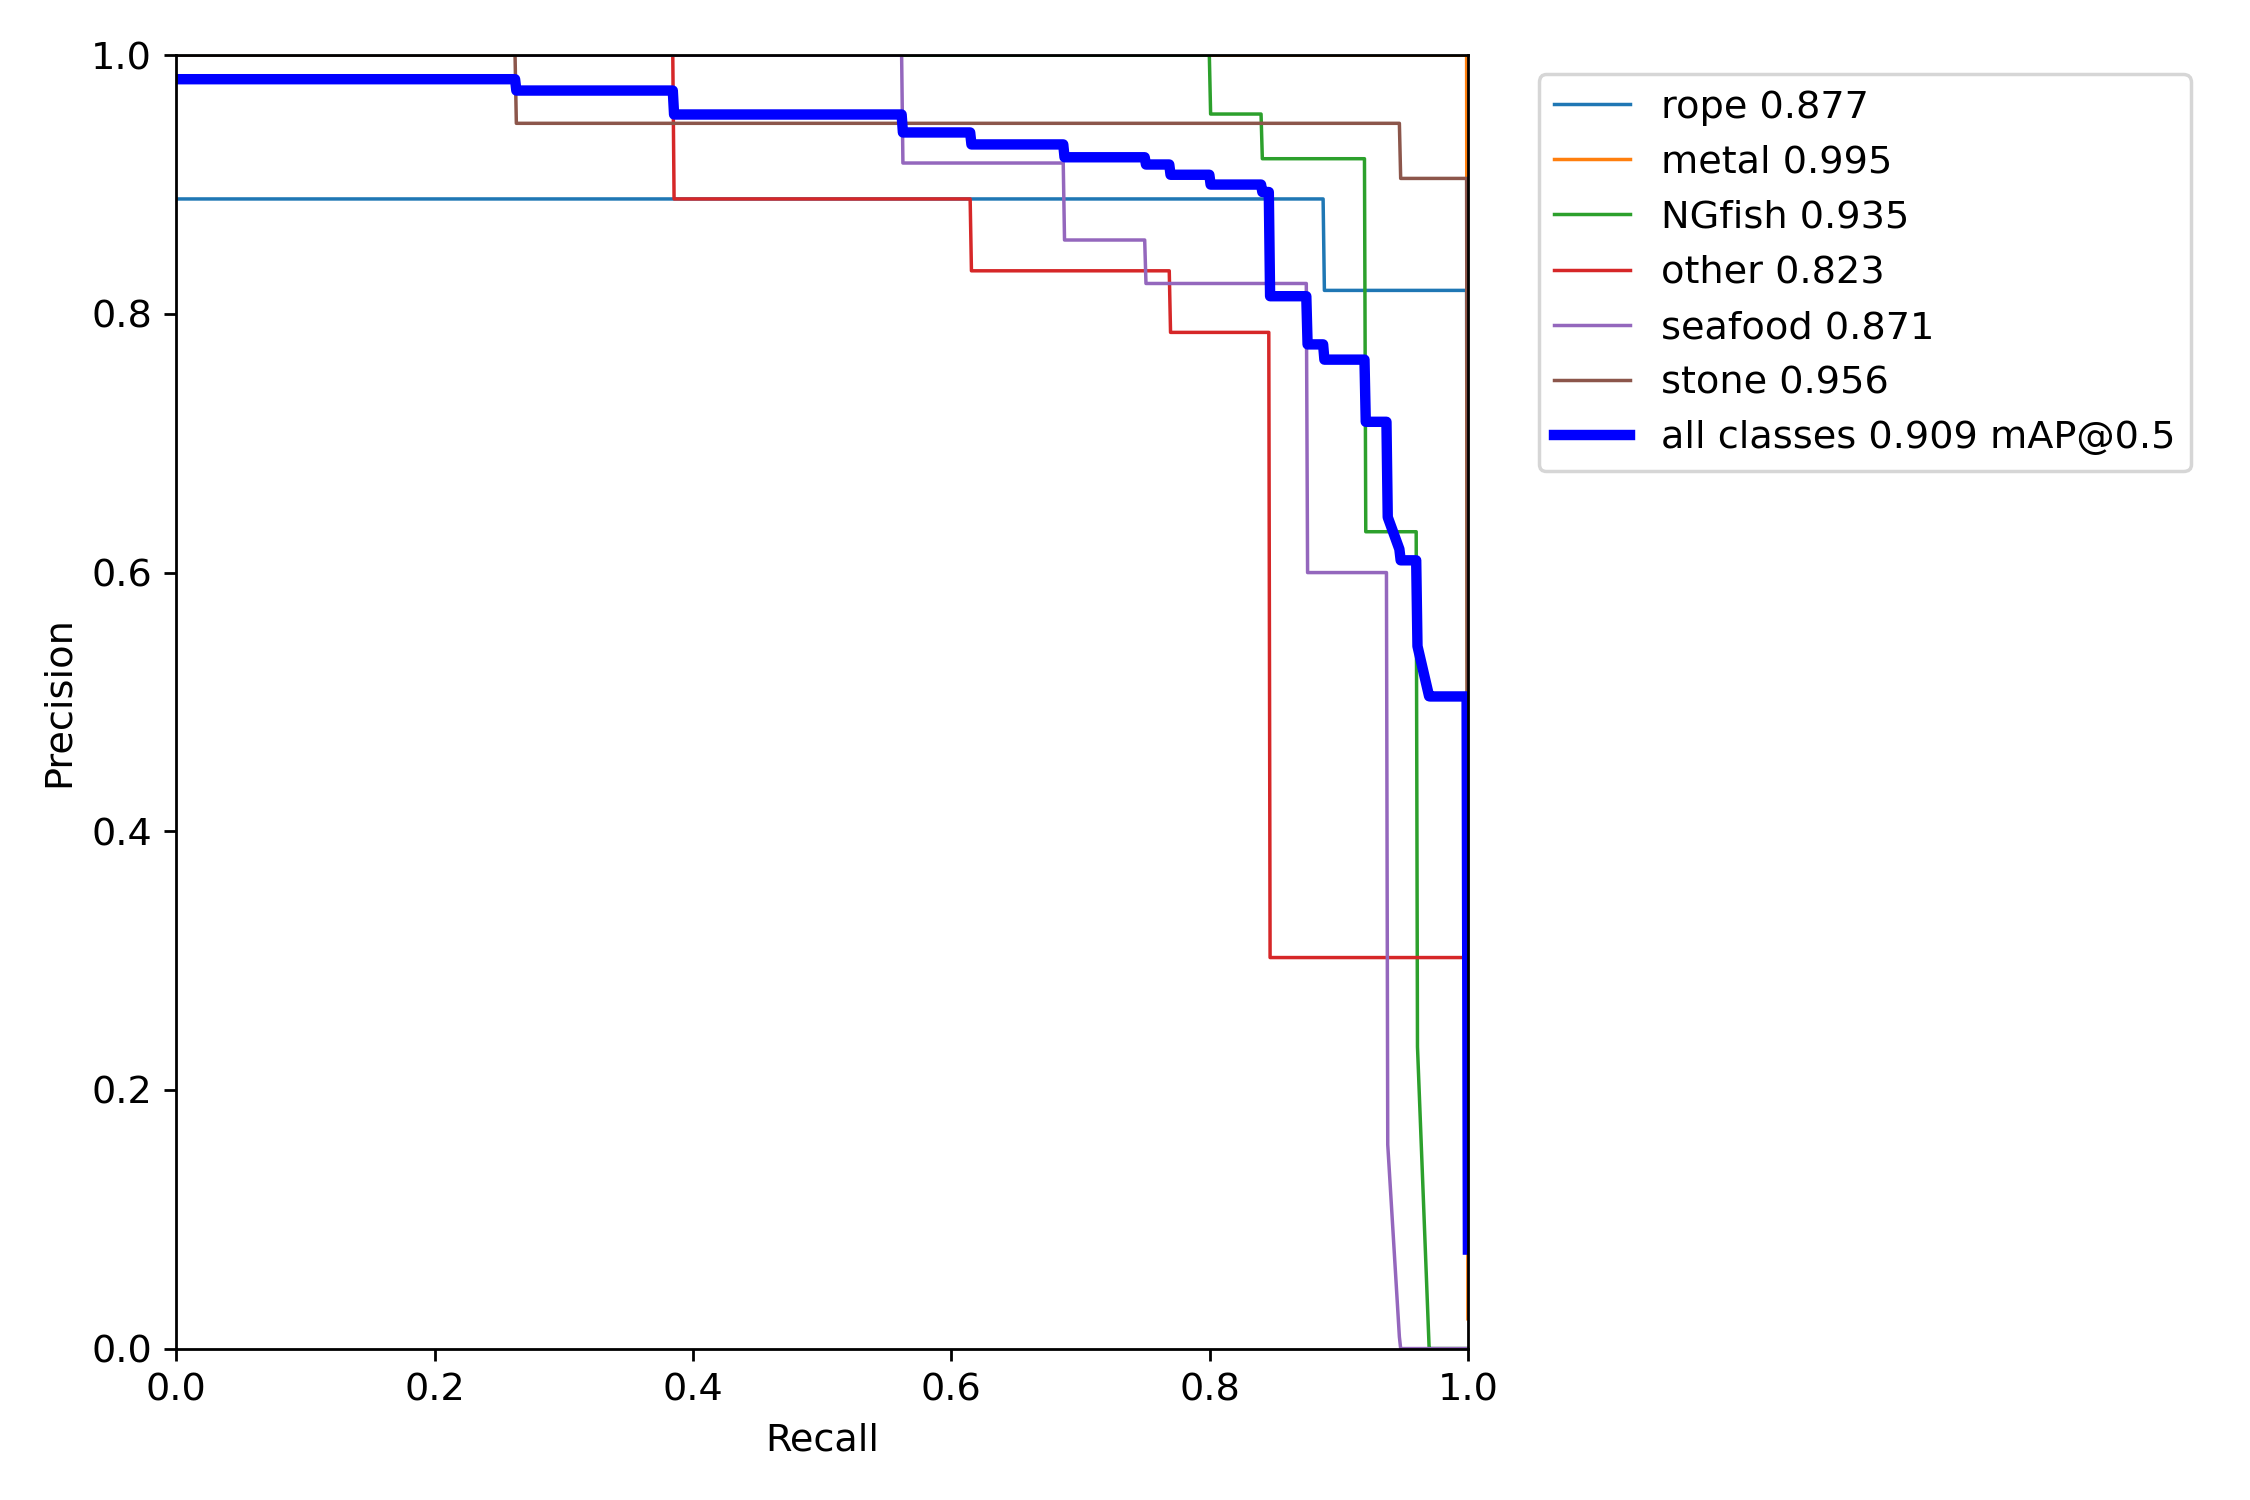 1.0
0.8
0.6
0.4
0.2
0.0
Precision
0.0 0.2 0.4 0.6 0.8 1.0
Recall
rope 0.877
metal 0.995
NGfish 0.935
other 0.823
seafood 0.871
stone 0.956
all classes 0.909 mAP@0.5